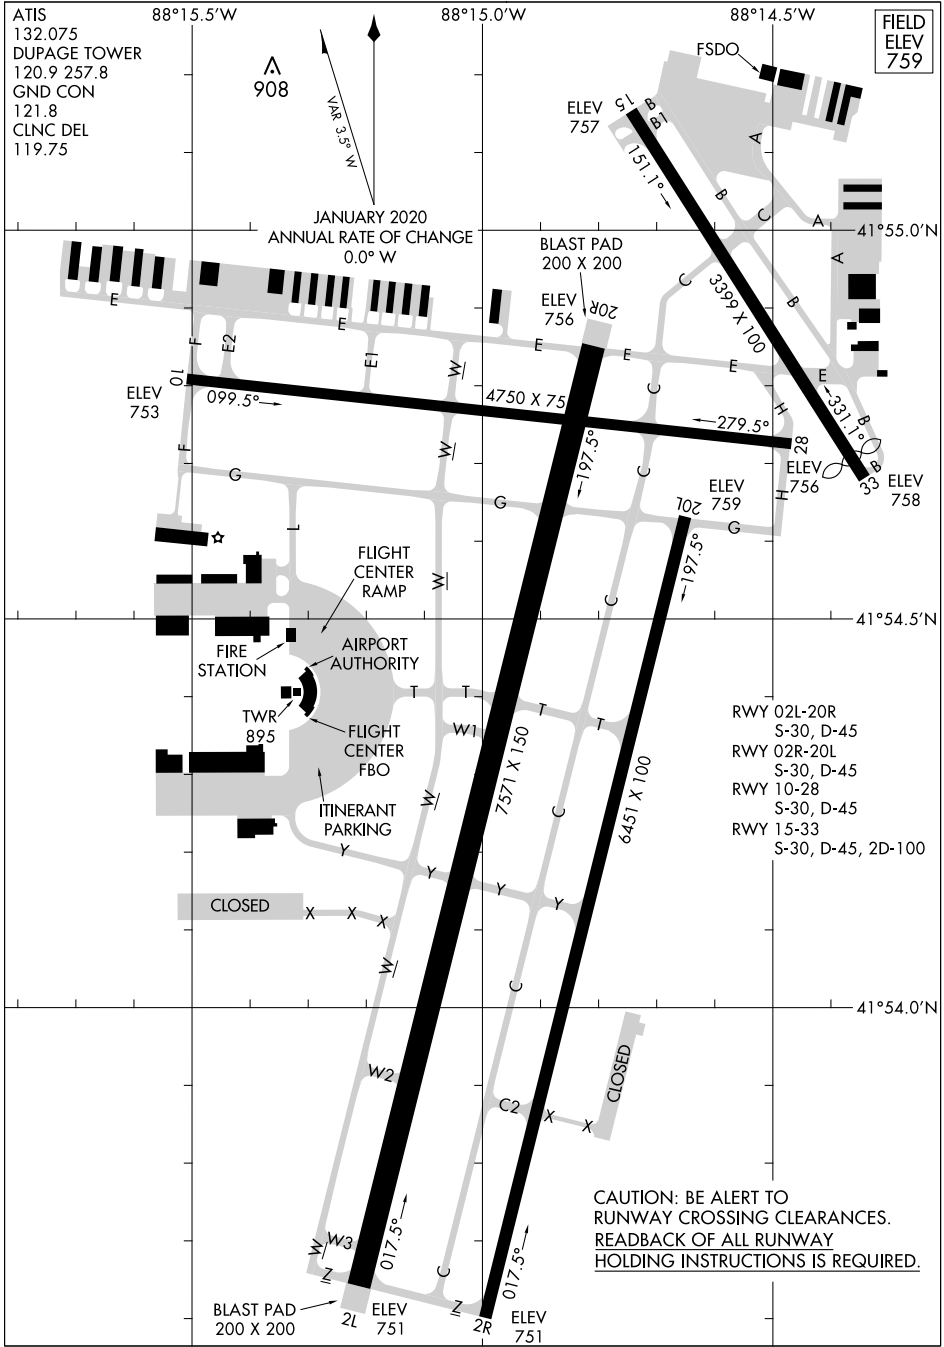 ATIS
132.075
DUPAGE TOWER
120.9 257.8
GND CON
121.8
CLNC DEL
119.75
88°15.5'W
88°15.0'W
88°14.5'W
FIELD
ELEV
759
908
VAR 3.5° W
JANUARY 2020
ANNUAL RATE OF CHANGE
0.0° W
FSDO
ELEV
757
15
B
B1
151.1°
A
B
C
A
A
41°55.0'N
BLAST PAD
200 X 200
C
3399 X 100
B
ELEV
756
20R
E
E
E
E
E
E
F
E2
E1
W
C
10
ELEV
753
099.5°
4750 X 75
279.5°
H
331.1°
B
28
ELEV
756
33
B
ELEV
758
F
W
197.5°
C
G
G
ELEV
759
20L
G
H
L
197.5°
FLIGHT
CENTER
RAMP
W
C
41°54.5'N
FIRE
STATION
AIRPORT
AUTHORITY
T
T
T
T
TWR
895
W1
FLIGHT
CENTER
FBO
7571 X 150
6451 X 100
RWY 02L-20R
S-30, D-45
RWY 02R-20L
S-30, D-45
RWY 10-28
S-30, D-45
RWY 15-33
S-30, D-45, 2D-100
ITINERANT
PARKING
W
C
Y
Y
Y
Y
CLOSED
X
X
X
W
C
41°54.0'N
W2
CLOSED
C2
X
X
CAUTION: BE ALERT TO
RUNWAY CROSSING CLEARANCES.
READBACK OF ALL RUNWAY
HOLDING INSTRUCTIONS IS REQUIRED.
W
W3
017.5°
017.5°
Z
C
BLAST PAD
200 X 200
2L
ELEV
751
Z
2R
ELEV
751